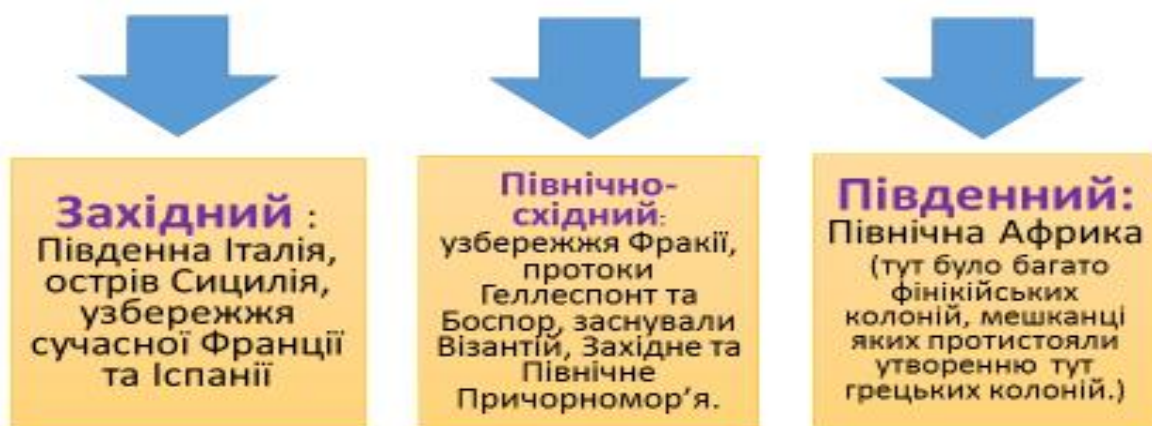 Західний :
Південна Італія,
острів Сицилія,
узбережжя
сучасної Франції
та Іспанії
Північно-
східний:
узбережжя Фракії,
протоки
Геллеспонт та
Боспор, заснували
Візантій, Західне та
Північне
Причорномор’я.
Південний:
Північна Африка
(тут було багато
фінікійських
колоній, мешканці
яких протистояли
утворенню тут
грецьких колоній.)